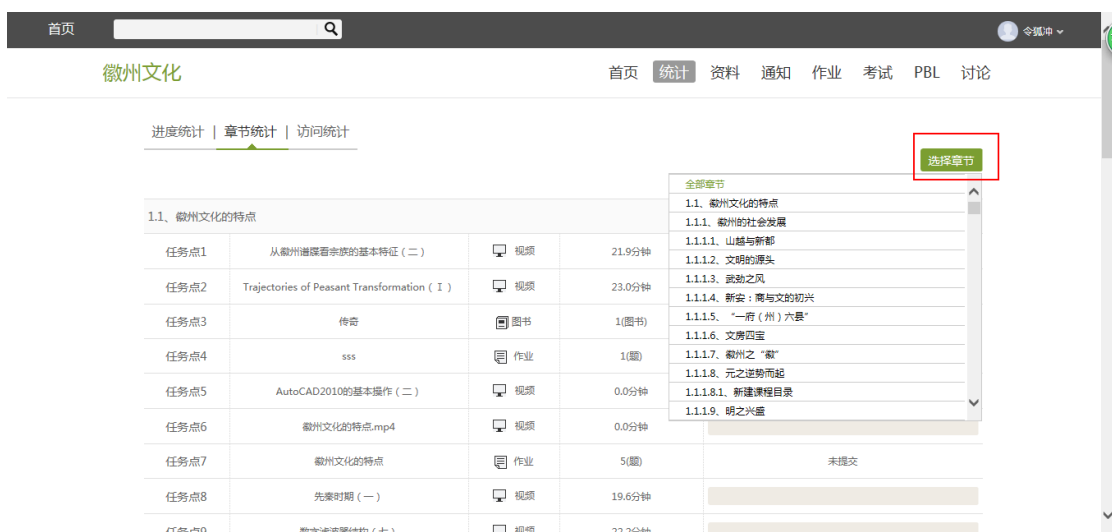 首页
令狐冲
徽州文化
首页 统计 资料 通知 作业 考试 PBL 讨论
进度统计 | 章节统计 | 访问统计
选择章节
全部章节
1.1、徽州文化的特点
1.1.1、徽州的社会发展
1.1.1.1、山越与新都
1.1.1.2、文明的源头
1.1.1.3、武劲之风
1.1.1.4、新安：商与文的初兴
1.1.1.5、“一府（州）六县”
1.1.1.6、文房四宝
1.1.1.7、徽州之“徽”
1.1.1.8、元之逆势而起
1.1.1.8.1、新建课程目录
1.1.1.9、明之兴盛
1.1、徽州文化的特点
任务点1 从徽州谱牒看宗族的基本特征（二） 视频 21.9分钟
任务点2 Trajectories of Peasant Transformation（I） 视频 23.0分钟
任务点3 传奇 图书 1(图书)
任务点4 sss 作业 1(题)
任务点5 AutoCAD2010的基本操作（二） 视频 0.0分钟
任务点6 徽州文化的特点.mp4 视频 0.0分钟
任务点7 徽州文化的特点 作业 5(题) 未提交
任务点8 先秦时期（一） 视频 19.6分钟
任务点9 数字滤波器结构（七） 视频 22.2分钟